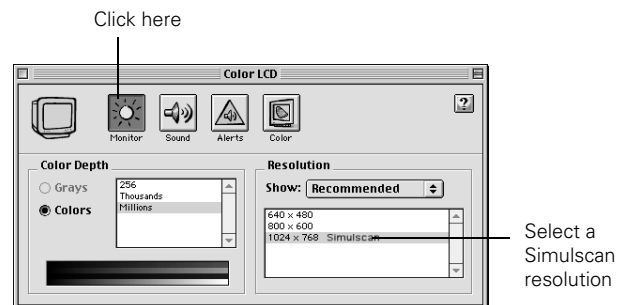 Click here
Color LCD
Monitor Sound Alerts Color
?
Color Depth
Grays
Colors
256
Thousands
Millions
Resolution
Show: Recommended
640 × 480
800 × 600
1024 × 768 Simulscan
Select a
Simulscan
resolution